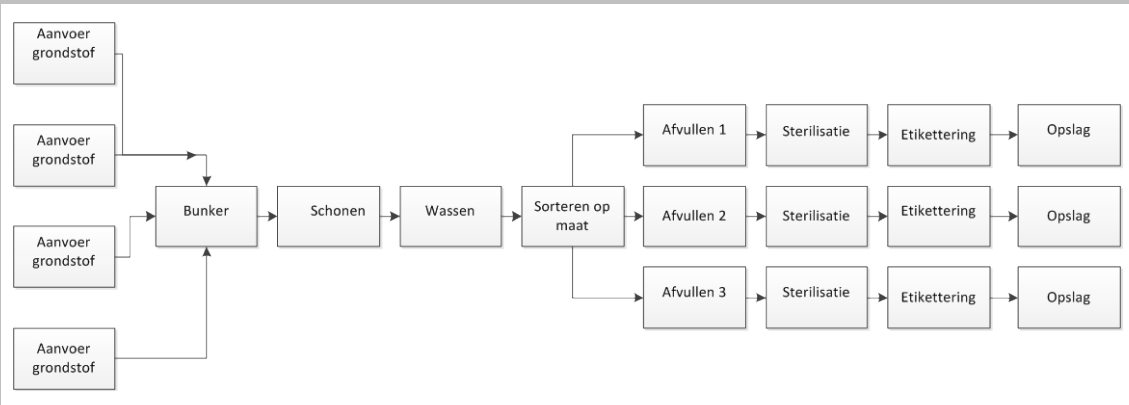 Aanvoer
grondstof
Aanvoer
grondstof
Aanvoer
grondstof
Aanvoer
grondstof
Bunker
Schonen
Wassen
Sorteren op
maat
Afvullen 1
Sterilisatie
Etikettering
Opslag
Afvullen 2
Sterilisatie
Etikettering
Opslag
Afvullen 3
Sterilisatie
Etikettering
Opslag